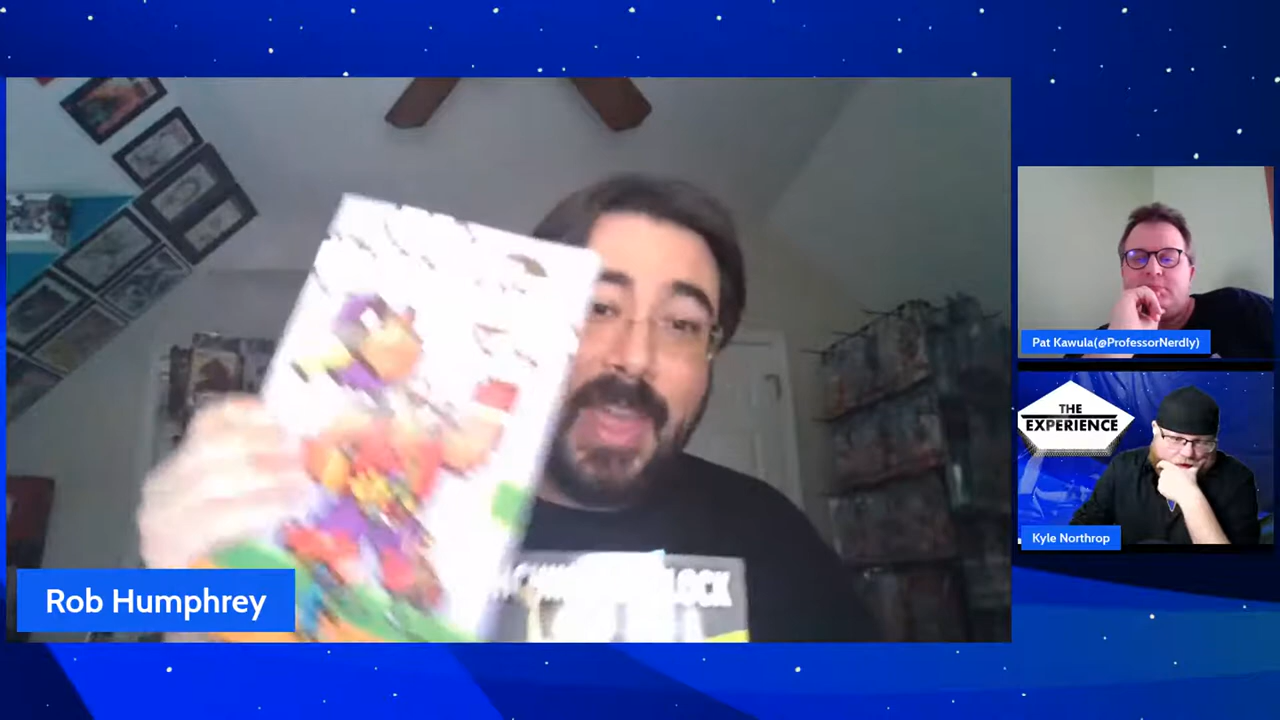 Rob Humphrey
Pat Kawula(@ProfessorNerdly)
THE
EXPERIENCE
Kyle Northrop